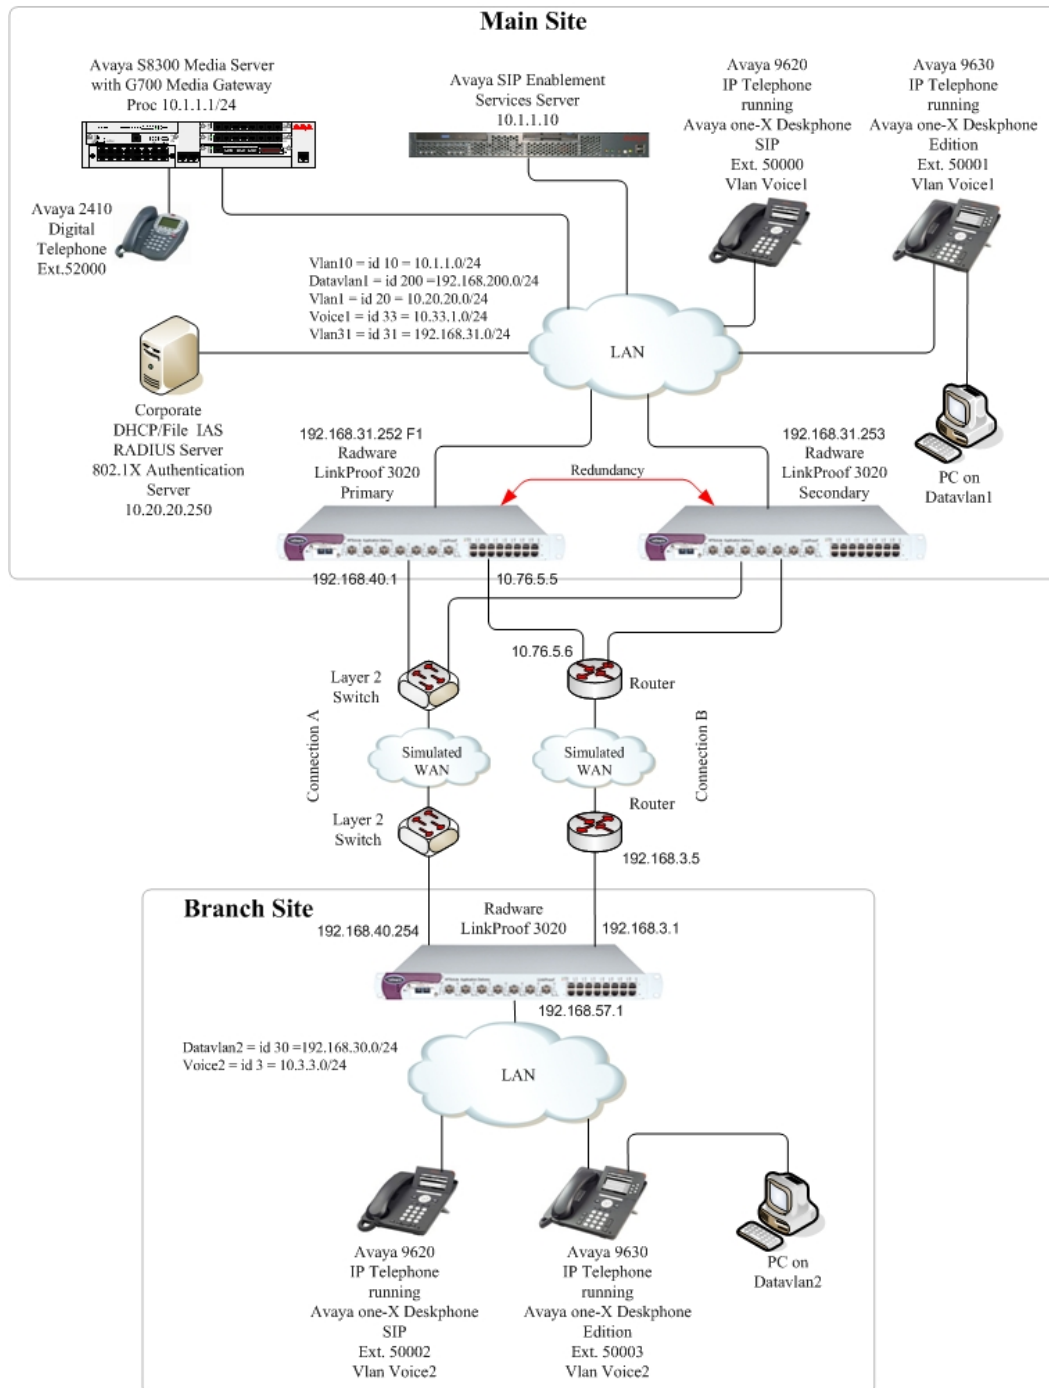 Main Site
Avaya S8300 Media Server
with G700 Media Gateway
Proc 10.1.1.1/24
Avaya SIP Enablement
Services Server
10.1.1.10
Avaya 9620
IP Telephone
running
Avaya one-X Deskphone
SIP
Ext. 50000
Vlan Voice1
Avaya 9630
IP Telephone
running
Avaya one-X Deskphone
Edition
Ext. 50001
Vlan Voice1
Avaya 2410
Digital
Telephone
Ext.52000
Vlan10 = id 10 = 10.1.1.0/24
Datavlan1 = id 200 =192.168.200.0/24
Vlan1 = id 20 = 10.20.20.0/24
Voice1 = id 33 = 10.33.1.0/24
Vlan31 = id 31 = 192.168.31.0/24
LAN
Corporate
DHCP/File IAS
RADIUS Server
802.1X Authentication
Server
10.20.20.250
192.168.31.252 F1
Radware
LinkProof 3020
Primary
Redundancy
192.168.31.253
Radware
LinkProof 3020
Secondary
PC on
Datavlan1
192.168.40.1
10.76.5.5
10.76.5.6
Layer 2
Switch
Router
Connection A
Simulated
WAN
Simulated
WAN
Connection B
Layer 2
Switch
Router
192.168.3.5
Branch Site
192.168.40.254
Radware
LinkProof 3020
192.168.3.1
192.168.57.1
Datavlan2 = id 30 =192.168.30.0/24
Voice2 = id 3 = 10.3.3.0/24
LAN
Avaya 9620
IP Telephone
running
Avaya one-X Deskphone
SIP
Ext. 50002
Vlan Voice2
Avaya 9630
IP Telephone
running
Avaya one-X Deskphone
Edition
Ext. 50003
Vlan Voice2
PC on
Datavlan2